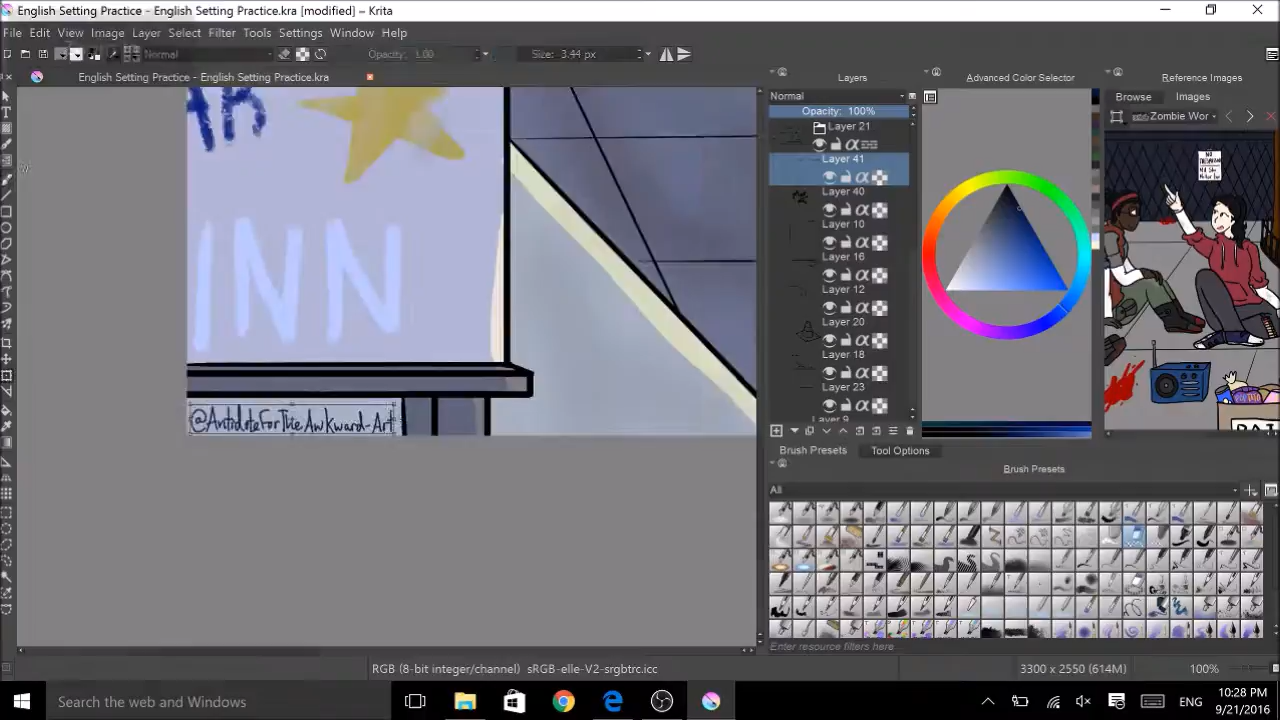 English Setting Practice - English Setting Practice.kra [modified] - Krita
File Edit View Image Layer Select Filter Tools Settings Window Help
Normal Opacity: 1.00 Size: 3.44 px
English Setting Practice - English Setting Practice.kra
Layers
Advanced Color Selector
Reference Images
Normal
Opacity: 100%
Layer 21
Layer 41
Layer 40
Layer 10
Layer 16
Layer 12
Layer 20
Layer 18
Layer 23
Layer 9
Browse Images
Zombie Wor
INN
@AntidoteForTheAwkward-Art
Brush Presets Tool Options
Brush Presets
All
Enter resource filters here
RGB (8-bit integer/channel) sRGB-elle-V2-srgbtrc.icc
3300 x 2550 (614M) 100%
Search the web and Windows
ENG
10:28 PM
9/21/2016